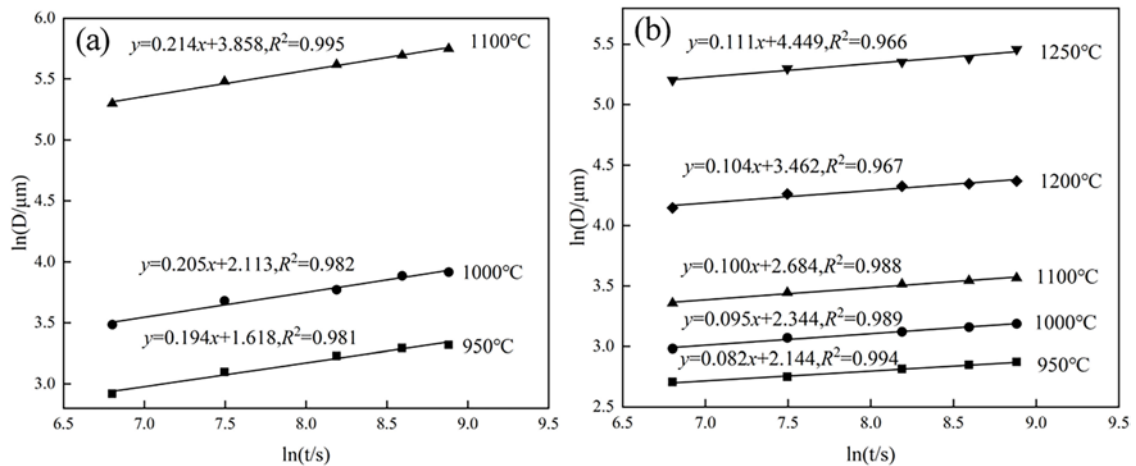 (a)
y=0.214x+3.858,R²=0.995
1100°C
y=0.205x+2.113,R²=0.982
1000°C
y=0.194x+1.618,R²=0.981
950°C
6.0
5.5
5.0
4.5
4.0
3.5
3.0
ln(D/μm)
6.5 7.0 7.5 8.0 8.5 9.0 9.5
ln(t/s)
(b)
y=0.111x+4.449,R²=0.966
1250°C
y=0.104x+3.462,R²=0.967
1200°C
y=0.100x+2.684,R²=0.988
1100°C
y=0.095x+2.344,R²=0.989
1000°C
y=0.082x+2.144,R²=0.994
950°C
5.5
5.0
4.5
4.0
3.5
3.0
2.5
ln(D/μm)
6.5 7.0 7.5 8.0 8.5 9.0 9.5
ln(t/s)